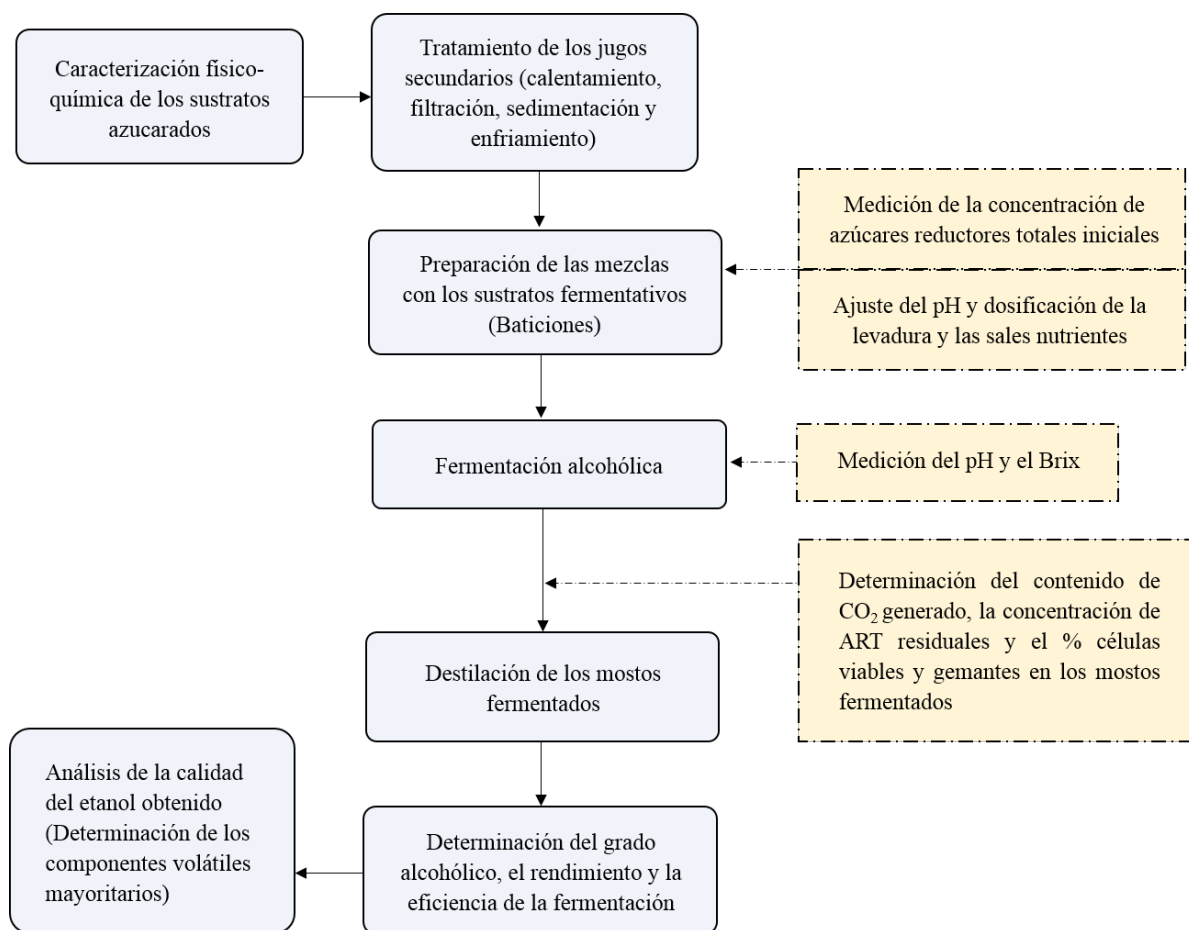 Caracterización físico-
química de los sustratos
azucarados
Tratamiento de los jugos
secundarios (calentamiento,
filtración, sedimentación y
enfriamiento)
Preparación de las mezclas
con los sustratos fermentativos
(Baticiones)
Medición de la concentración de
azúcares reductores totales iniciales
Ajuste del pH y dosificación de la
levadura y las sales nutrientes
Fermentación alcohólica
Medición del pH y el Brix
Determinación del contenido de
CO₂ generado, la concentración de
ART residuales y el % células
viables y gemantes en los mostos
fermentados
Destilación de los mostos
fermentados
Determinación del grado
alcohólico, el rendimiento y la
eficiencia de la fermentación
Análisis de la calidad
del etanol obtenido
(Determinación de los
componentes volátiles
mayoritarios)